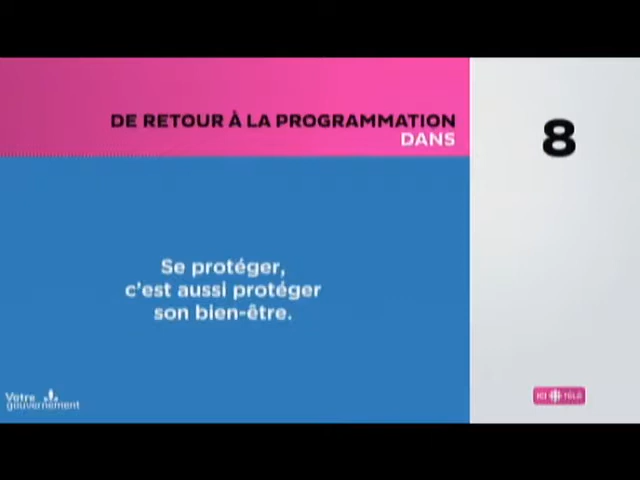 DE RETOUR À LA PROGRAMMATION
DANS
8
Se protéger,
c'est aussi protéger
son bien-être.
Votre
gouvernement
ICI TÉLÉ